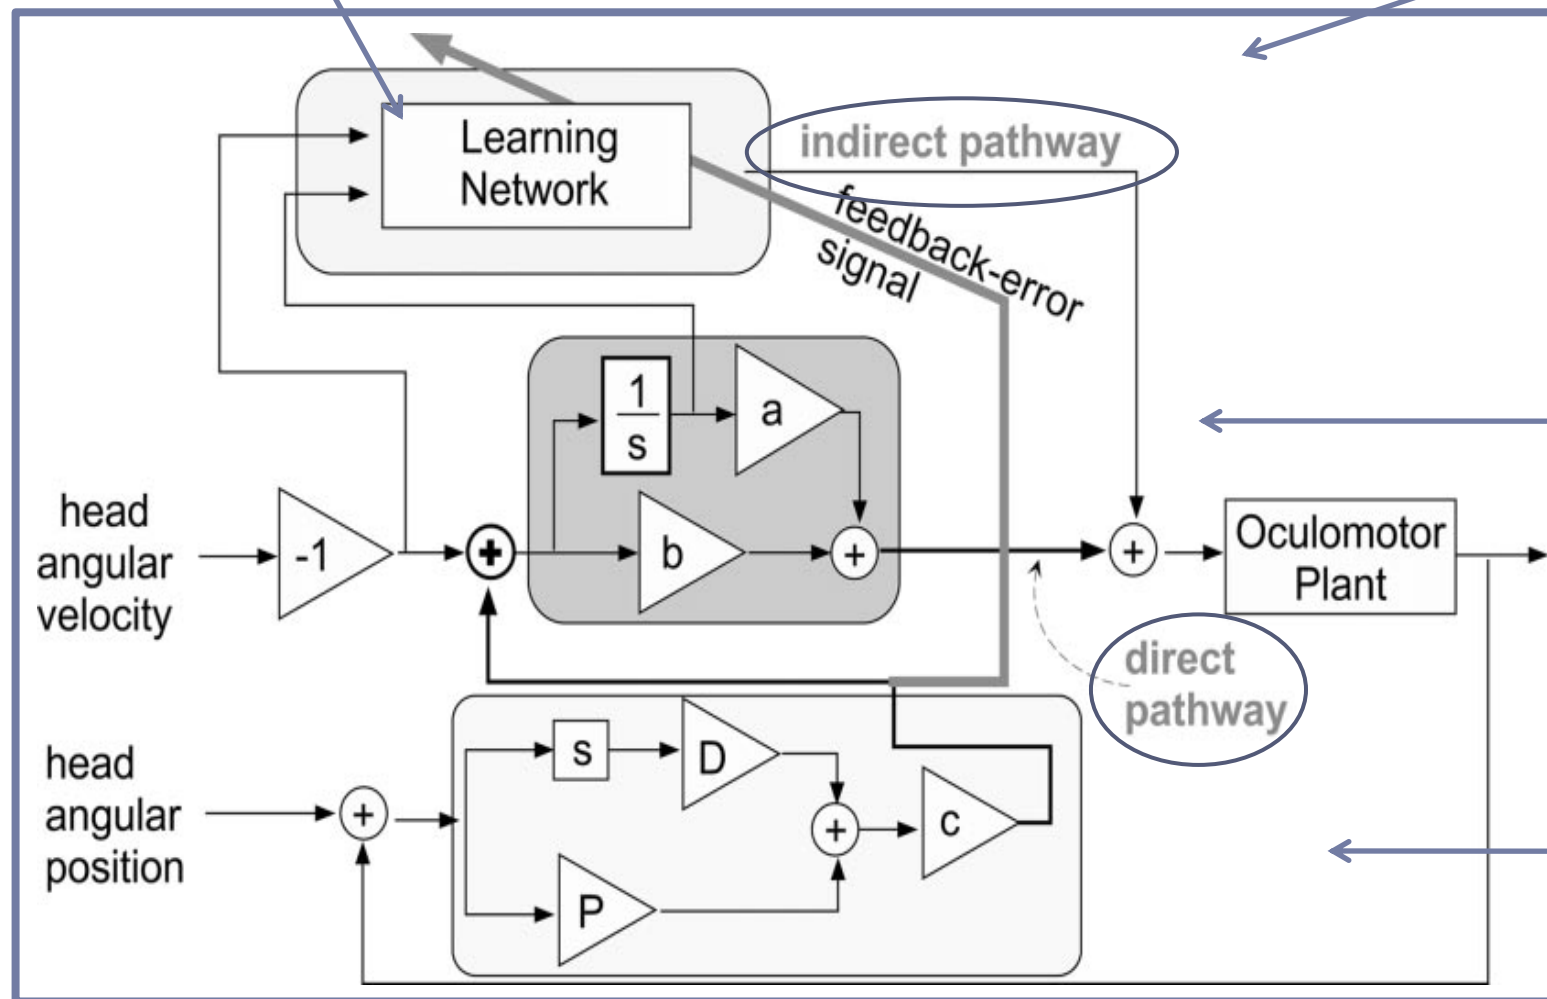 Learning
Network
indirect pathway
feedback-error
signal
1
s
a
head
angular
velocity
-1
+
b
+
+
Oculomotor
Plant
direct
pathway
head
angular
position
+
s
D
+
c
P